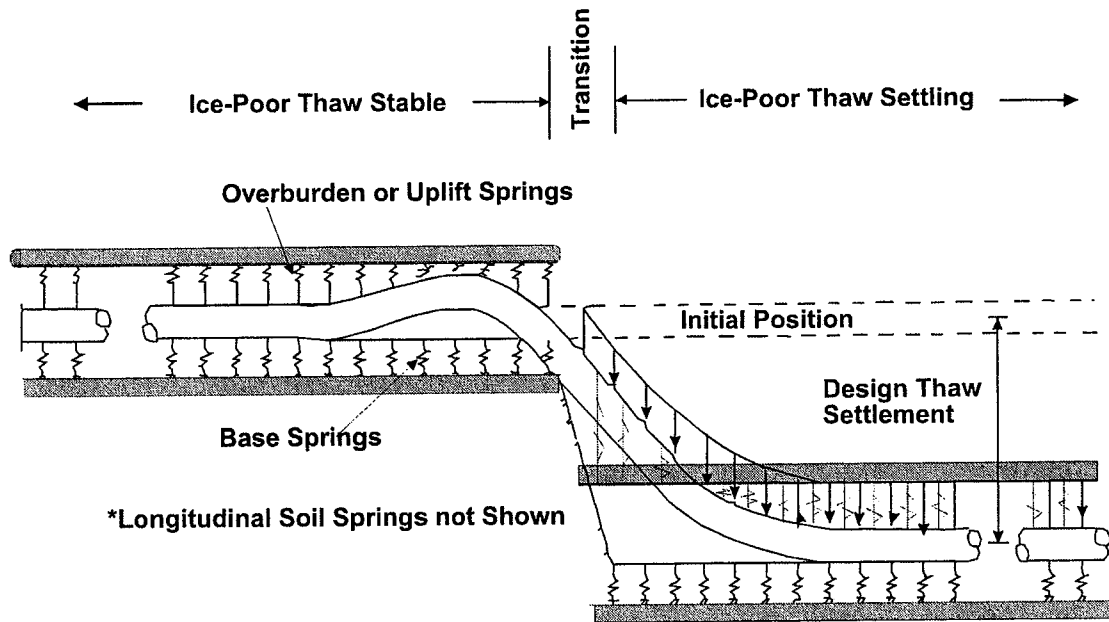 Transition
Ice-Poor Thaw Stable
Ice-Poor Thaw Settling
Overburden or Uplift Springs
Initial Position
Design Thaw
Settlement
Base Springs
*Longitudinal Soil Springs not Shown